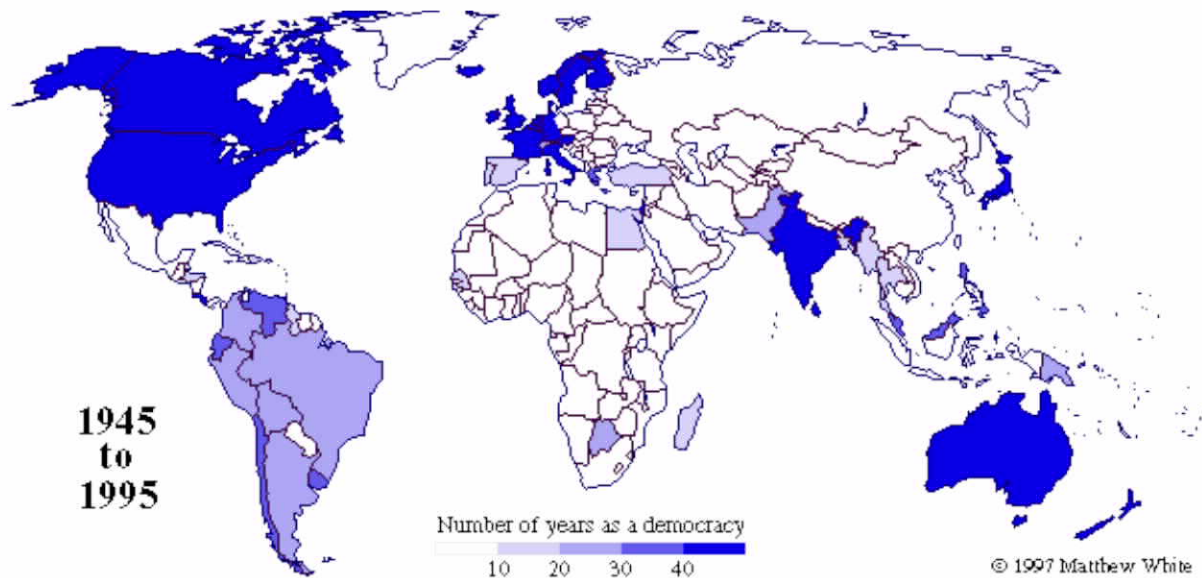 1945
to
1995
Number of years as a democracy
10 20 30 40
© 1997 Matthew White